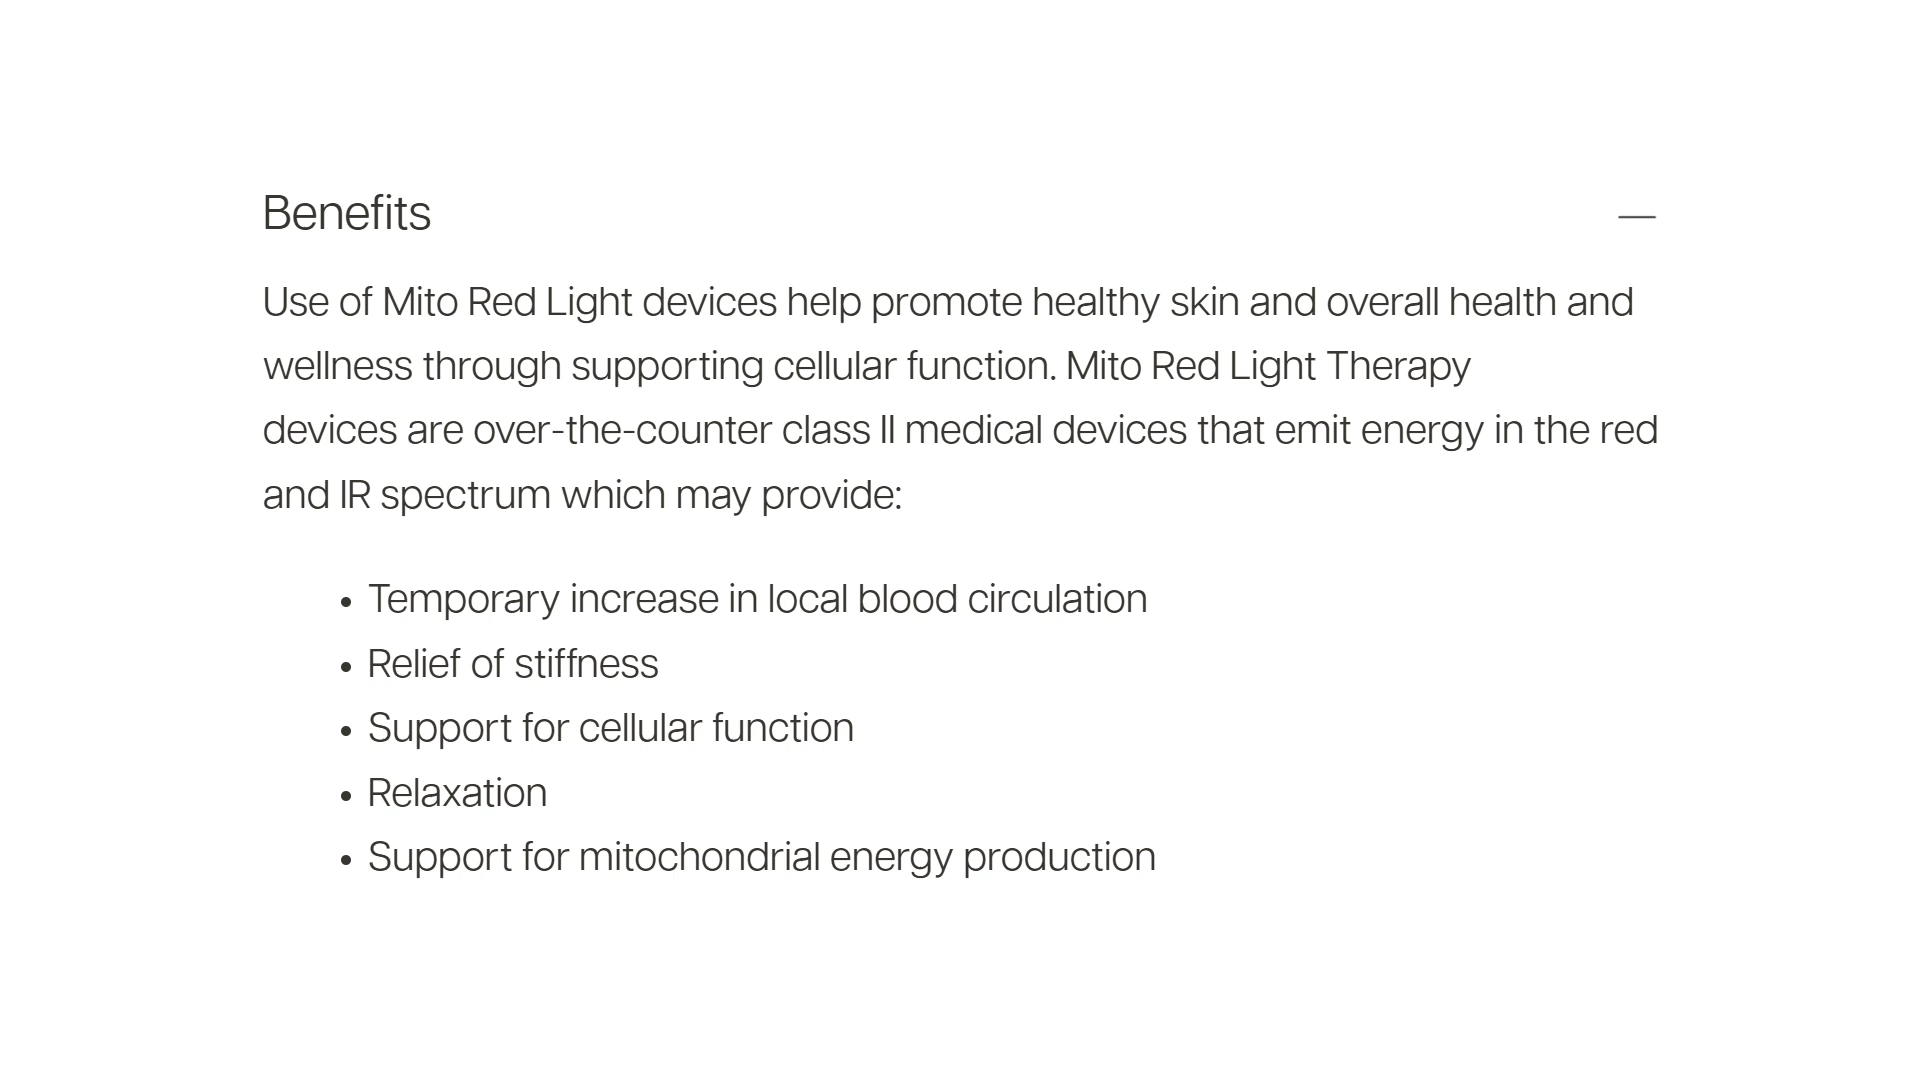 Benefits
Use of Mito Red Light devices help promote healthy skin and overall health and
wellness through supporting cellular function. Mito Red Light Therapy
devices are over-the-counter class II medical devices that emit energy in the red
and IR spectrum which may provide:
• Temporary increase in local blood circulation
• Relief of stiffness
• Support for cellular function
• Relaxation
• Support for mitochondrial energy production